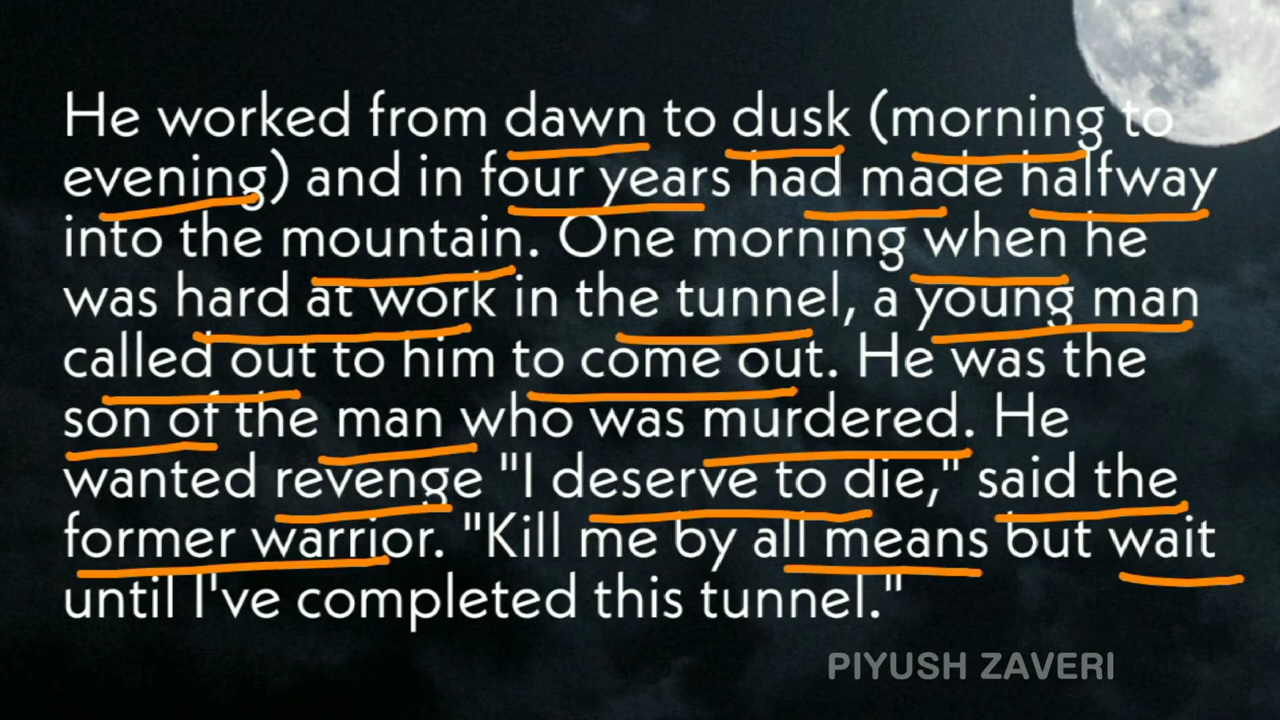 He worked from dawn to dusk (morning to
evening) and in four years had made halfway
into the mountain. One morning when he
was hard at work in the tunnel, a young man
called out to him to come out. He was the
son of the man who was murdered. He
wanted revenge "I deserve to die," said the
former warrior. "Kill me by all means but wait
until I've completed this tunnel."
PIYUSH ZAVERI